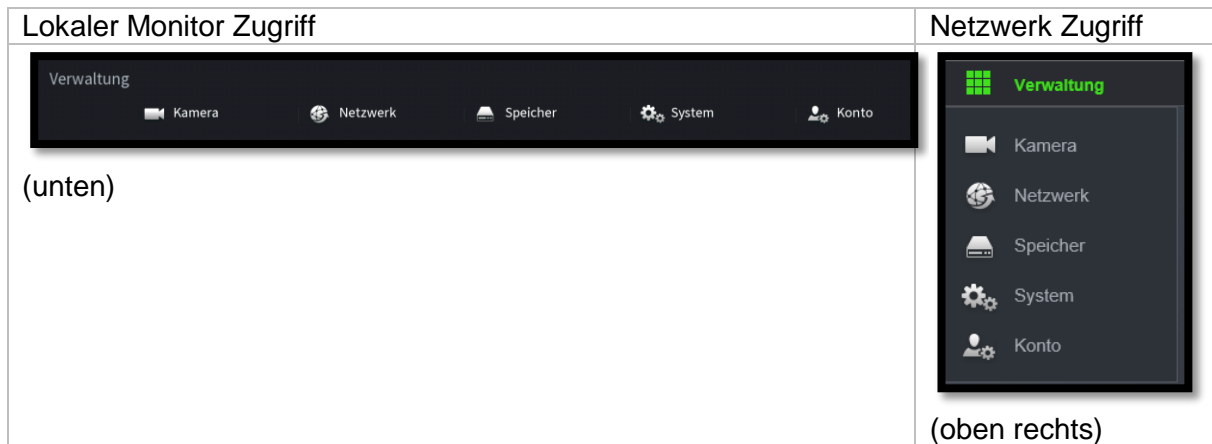 Lokaler Monitor Zugriff
Verwaltung
Kamera Netzwerk Speicher System Konto
(unten)
Netzwerk Zugriff
Verwaltung
Kamera
Netzwerk
Speicher
System
Konto
(oben rechts)